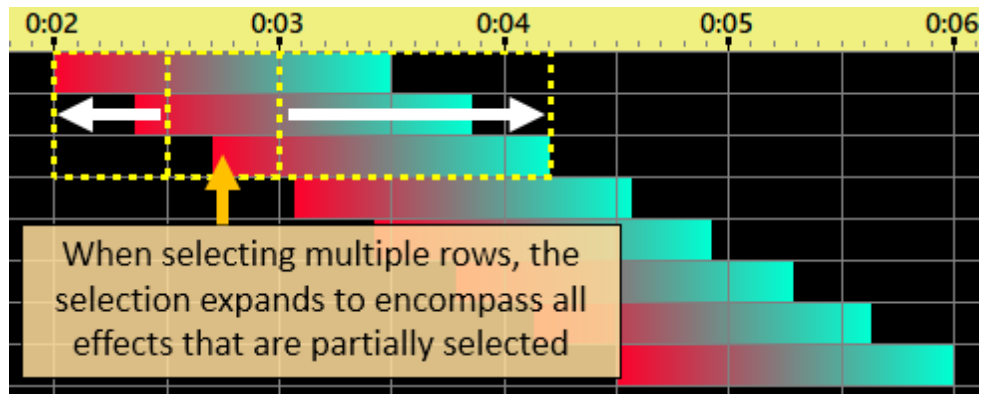 0:02 0:03 0:04 0:05 0:06
When selecting multiple rows, the
selection expands to encompass all
effects that are partially selected